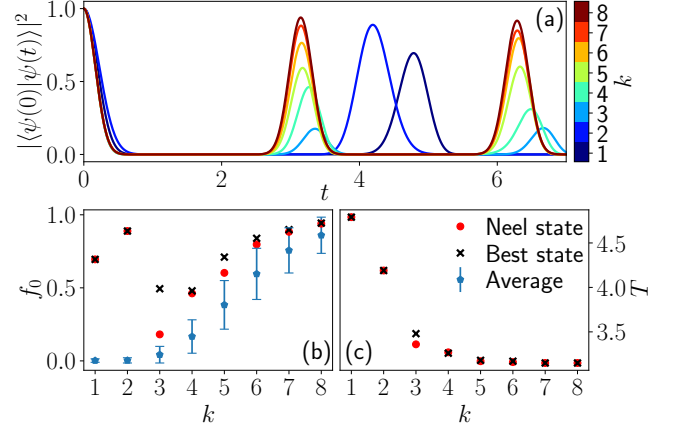 (a)
|⟨ψ(0)|ψ(t)⟩|²
1.0
0.5
0.0
0 2 4 6
t
8
7
6
5
4
3
2
1
k
1.0
0.5
0.0
f₀
(b)
1 2 3 4 5 6 7 8
k
Neel state
Best state
Average
(c)
4.5
4.0
3.5
T
1 2 3 4 5 6 7 8
k